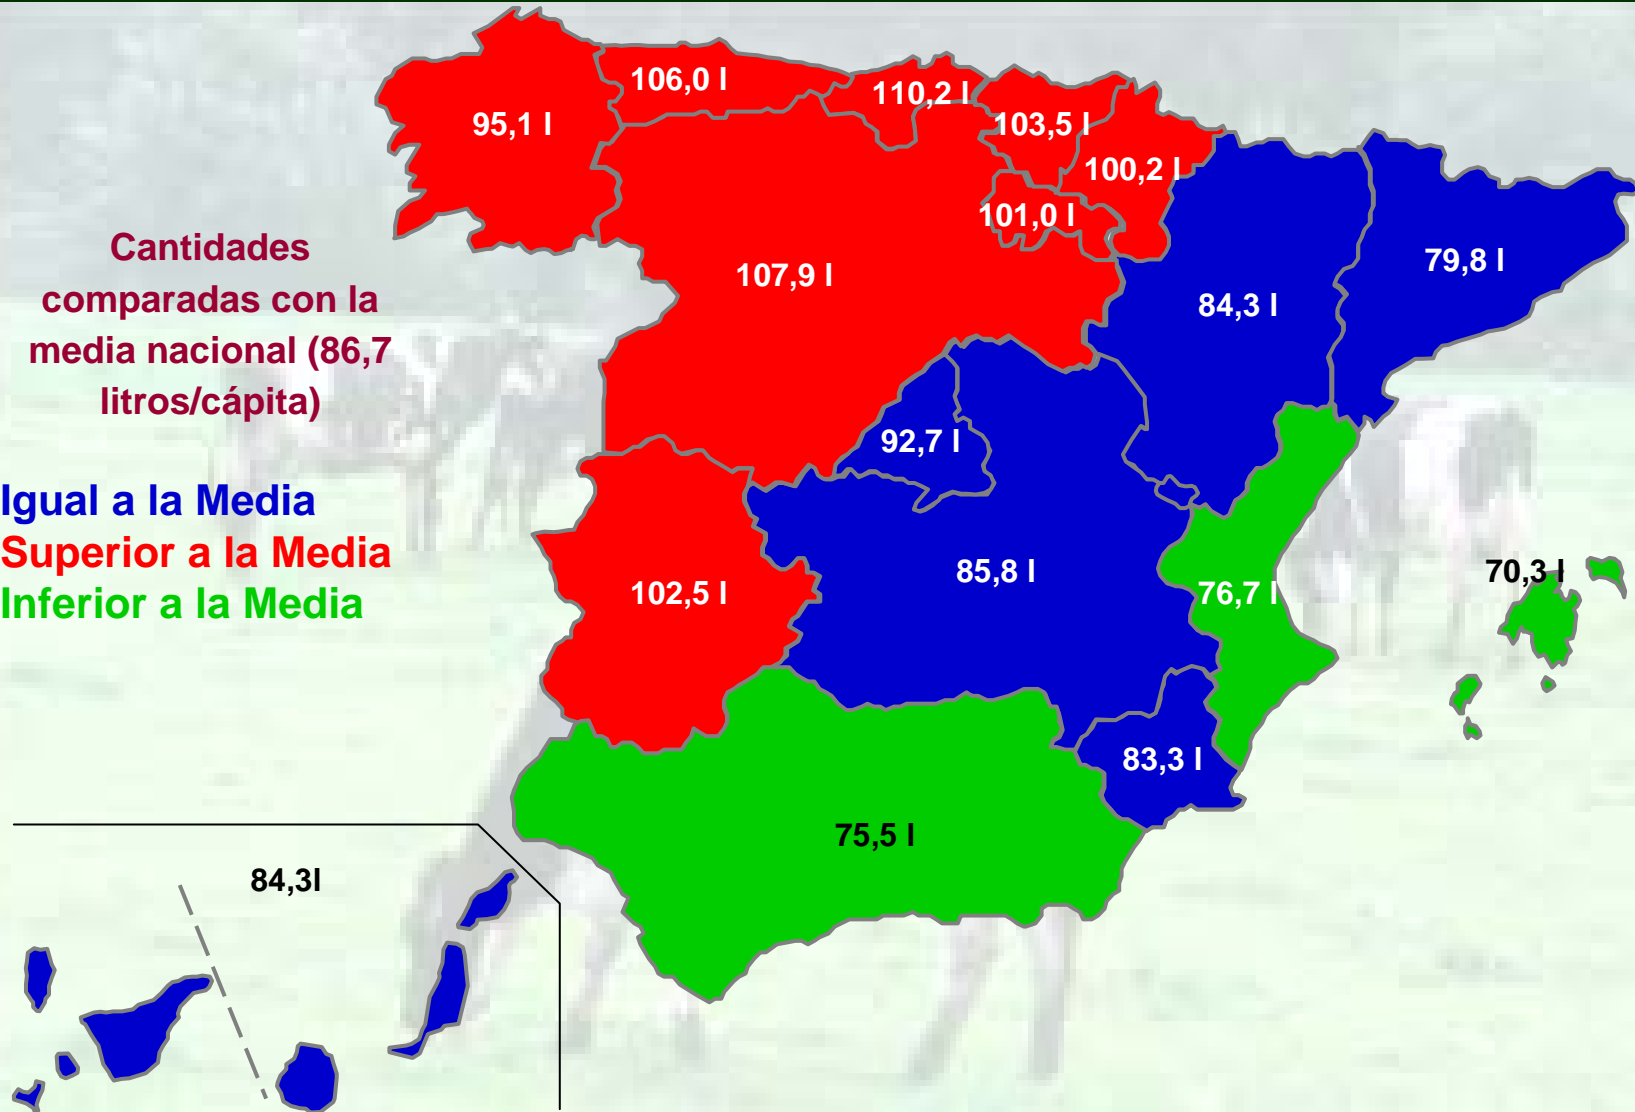 106,0 l
110,2 l
95,1 l
103,5 l
100,2 l
101,0 l
Cantidades
comparadas con la
media nacional (86,7
litros/cápita)
107,9 l
79,8 l
84,3 l
92,7 l
Igual a la Media
Superior a la Media
Inferior a la Media
85,8 l
70,3 l
102,5 l
76,7 l
83,3 l
75,5 l
84,3l